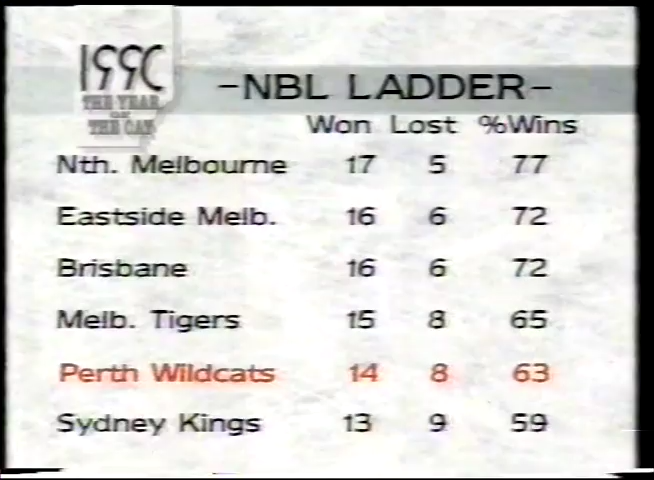 1990
THE YEAR
OF THE
THE CAT
-NBL LADDER-
Won Lost %Wins
Nth. Melbourne 17 5 77
Eastside Melb. 16 6 72
Brisbane 16 6 72
Melb. Tigers 15 8 65
Perth Wildcats 14 8 63
Sydney Kings 13 9 59